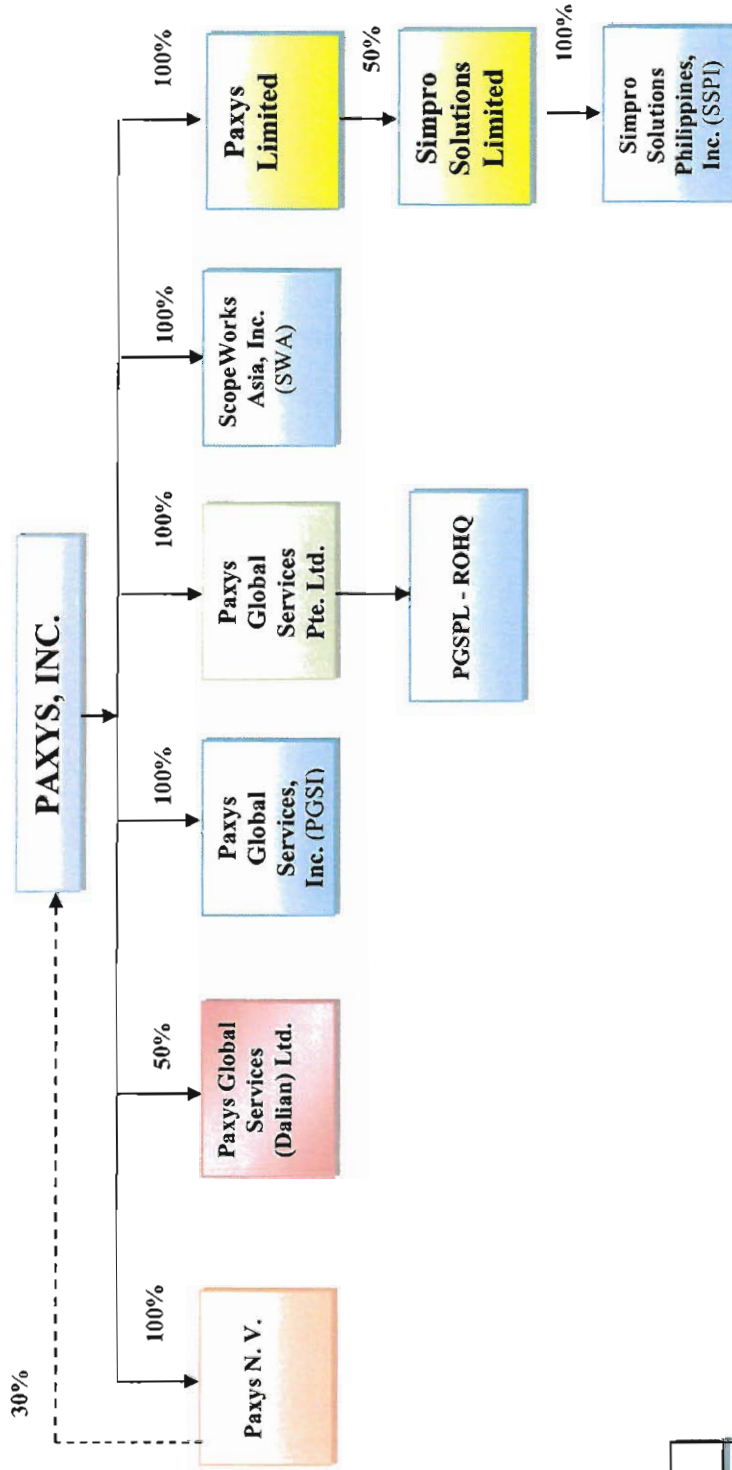 PAXYS, INC.
30%
100%
Paxys N. V.
50%
Paxys Global
Services
(Dalian) Ltd.
100%
Paxys
Global
Services,
Inc. (PGSI)
100%
Paxys
Global
Services
Pte. Ltd.
PGSPL - ROHQ
100%
ScopeWorks
Asia, Inc.
(SWA)
100%
Paxys
Limited
50%
Simpro
Solutions
Limited
100%
Simpro
Solutions
Philippines,
Inc. (SSPI)